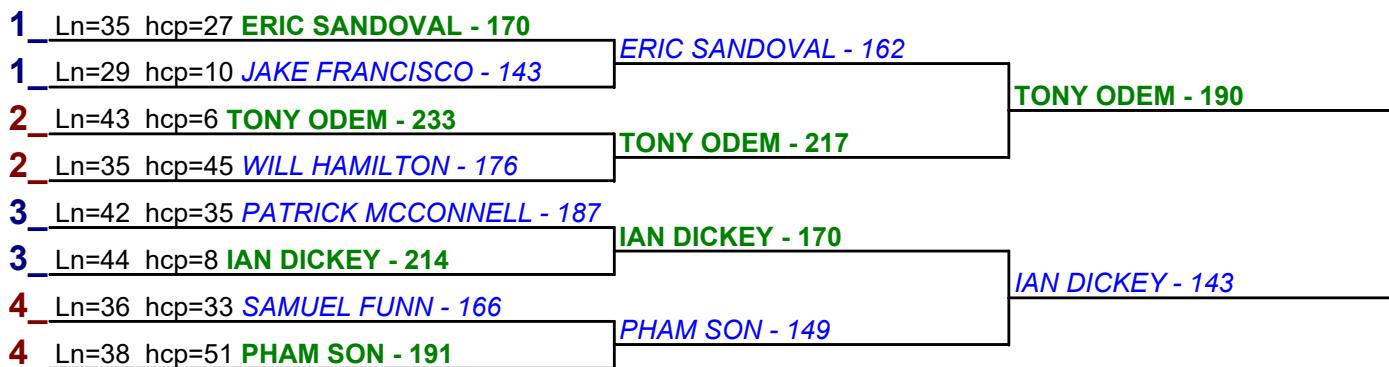 1_ Ln=35 hcp=27 ERIC SANDOVAL - 170
ERIC SANDOVAL - 162
1_ Ln=29 hcp=10 JAKE FRANCISCO - 143
TONY ODEM - 190
2_ Ln=43 hcp=6 TONY ODEM - 233
TONY ODEM - 217
2_ Ln=35 hcp=45 WILL HAMILTON - 176
3_ Ln=42 hcp=35 PATRICK MCCONNELL - 187
IAN DICKEY - 170
3_ Ln=44 hcp=8 IAN DICKEY - 214
IAN DICKEY - 143
4_ Ln=36 hcp=33 SAMUEL FUNN - 166
PHAM SON - 149
4 Ln=38 hcp=51 PHAM SON - 191